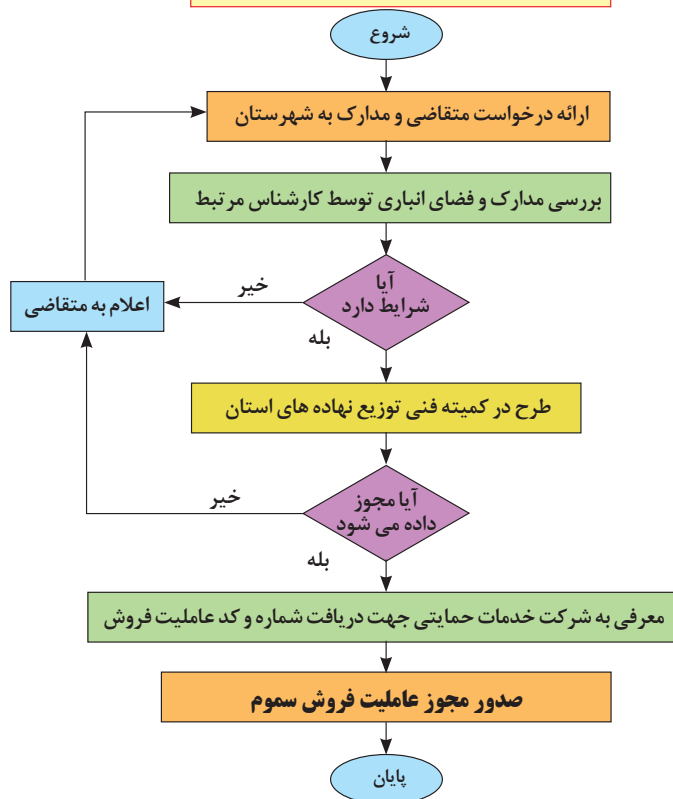 شروع
ارائه درخواست متقاضی و مدارک به شهرستان
بررسی مدارک و فضای انباری توسط کارشناس مرتبط
آیا
شرایط دارد
خیر
اعلام به متقاضی
بله
طرح در کمیته فنی توزیع نهاده های استان
آیا مجوز
داده می شود
خیر
بله
معرفی به شرکت خدمات حمایتی جهت دریافت شماره و کد عاملیت فروش
صدور مجوز عاملیت فروش سموم
پایان